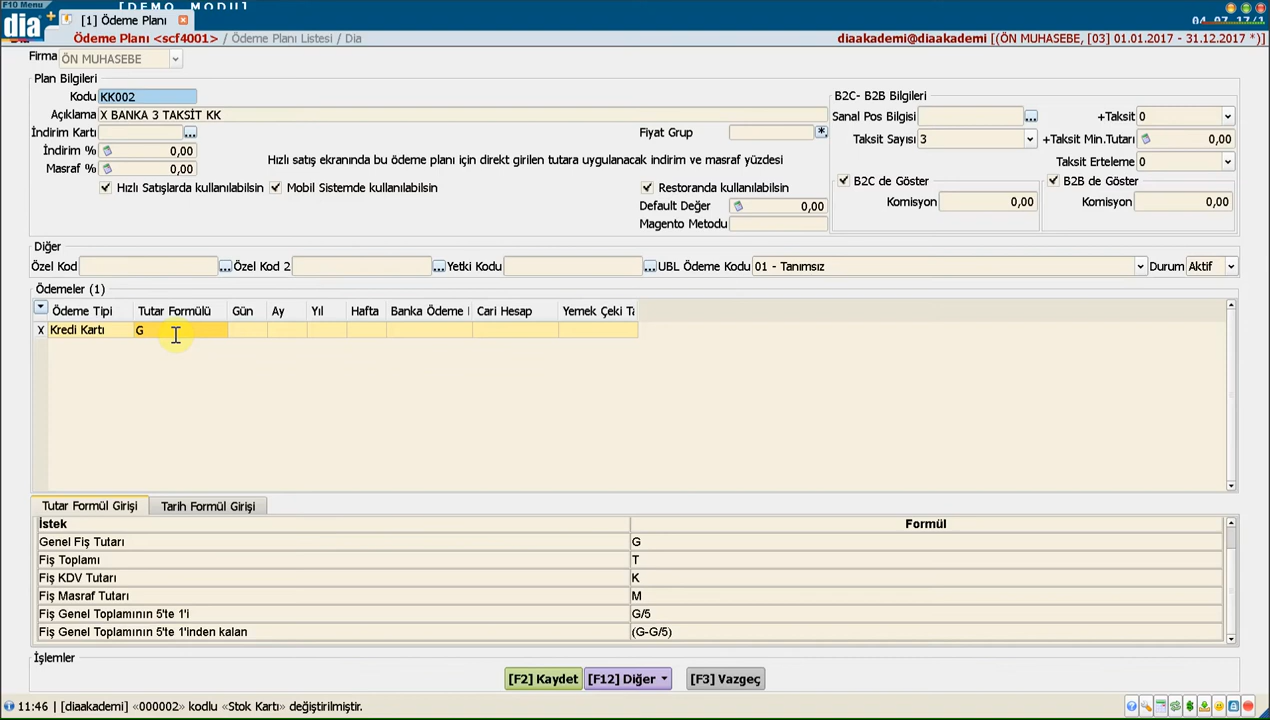 F10 Menu
[DEMO MODU]
dia
[1] Ödeme Planı
04.07.17/1
Ödeme Planı <scf4001> / Ödeme Planı Listesi / Dia
diaakademi@diaakademi [(ÖN MUHASEBE, [03] 01.01.2017 - 31.12.2017 *)]
Firma ÖN MUHASEBE
Plan Bilgileri
Kodu KK002
Açıklama X BANKA 3 TAKSİT KK
İndirim Kartı ...
Fiyat Grup *
İndirim % 0,00
Masraf % 0,00
Hızlı satış ekranında bu ödeme planı için direkt girilen tutara uygulanacak indirim ve masraf yüzdesi
Hızlı Satışlarda kullanılabilsin
Mobil Sistemde kullanılabilsin
Restoranda kullanılabilsin
Default Değer 0,00
Magento Metodu
B2C- B2B Bilgileri
Sanal Pos Bilgisi ...
+Taksit 0
Taksit Sayısı 3
+Taksit Min.Tutarı 0,00
Taksit Erteleme 0
B2C de Göster
B2B de Göster
Komisyon 0,00
Komisyon 0,00
Diğer
Özel Kod ... Özel Kod 2 ... Yetki Kodu ... UBL Ödeme Kodu 01 - Tanımsız Durum Aktif
Ödemeler (1)
Ödeme Tipi Tutar Formülü Gün Ay Yıl Hafta Banka Ödeme Cari Hesap Yemek Çeki
X Kredi Kartı G
Tutar Formül Girişi Tarih Formül Girişi
İstek Formül
Genel Fiş Tutarı G
Fiş Toplamı T
Fiş KDV Tutarı K
Fiş Masraf Tutarı M
Fiş Genel Toplamının 5'te 1'i G/5
Fiş Genel Toplamının 5'te 1'inden kalan (G-G/5)
İşlemler
[F2] Kaydet [F12] Diğer [F3] Vazgeç
11:46 | [diaakademi] «000002» kodlu «Stok Kartı» değiştirilmiştir.